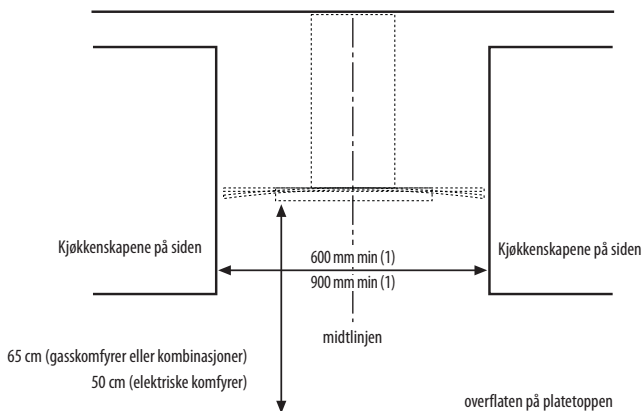 Kjøkkenskapene på siden
Kjøkkenskapene på siden
600 mm min (1)
900 mm min (1)
midtlinjen
65 cm (gasskomfyrer eller kombinasjoner)
50 cm (elektriske komfyrer)
overflaten på platetoppen